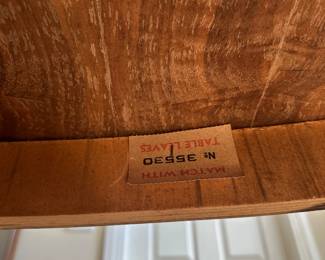 MATCH WITH
№ 35530
TABLE LEAVES